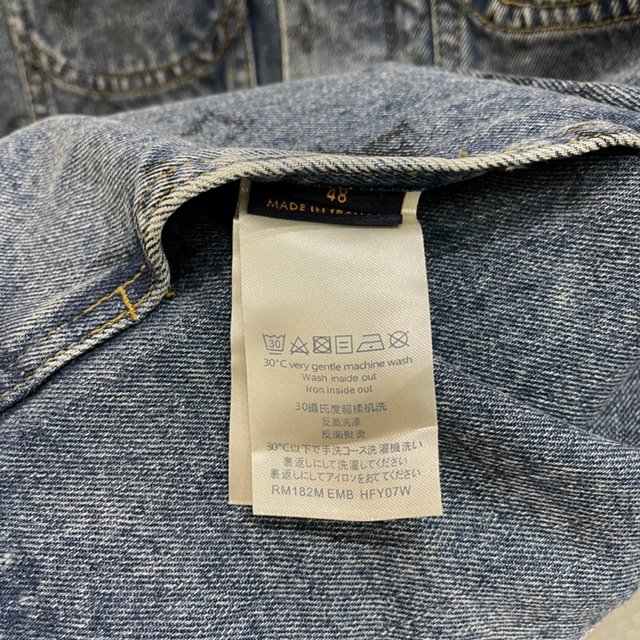 48
MADE IN
30
30°C very gentle machine wash
Wash inside out
Iron inside out
30摄氏度超柔机洗
反面洗涤
反面熨烫
30°C以下で手洗コース洗濯機洗い
裏返しにして洗濯してください
裏返しにしてアイロンをおててください
RM182M EMB HFY07W